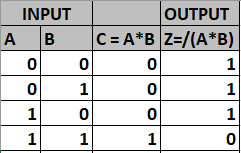 INPUT OUTPUT
A B C = A*B Z=/(A*B)
0 0 0 1
0 1 0 1
1 0 0 1
1 1 1 0